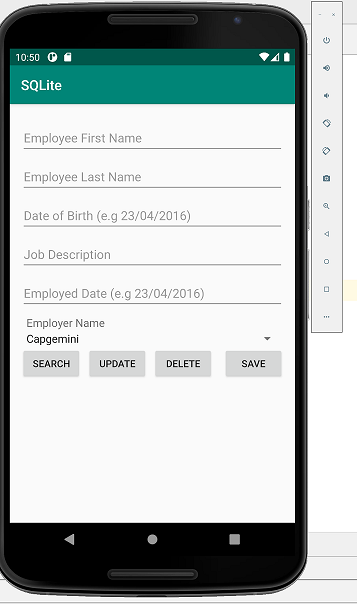 10:50
SQLite
Employee First Name
Employee Last Name
Date of Birth (e.g 23/04/2016)
Job Description
Employed Date (e.g 23/04/2016)
Employer Name
Capgemini
SEARCH UPDATE DELETE SAVE